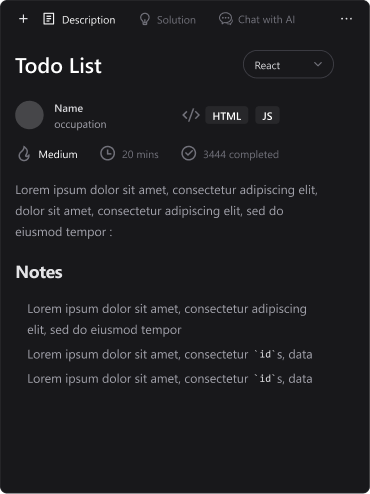 + Description Solution Chat with AI ...
Todo List React
Name
occupation
</> HTML JS
Medium 20 mins 3444 completed
Lorem ipsum dolor sit amet, consectetur adipiscing elit,
dolor sit amet, consectetur adipiscing elit, sed do
eiusmod tempor :
Notes
Lorem ipsum dolor sit amet, consectetur adipiscing
elit, sed do eiusmod tempor
Lorem ipsum dolor sit amet, consectetur `id`s, data
Lorem ipsum dolor sit amet, consectetur `id`s, data